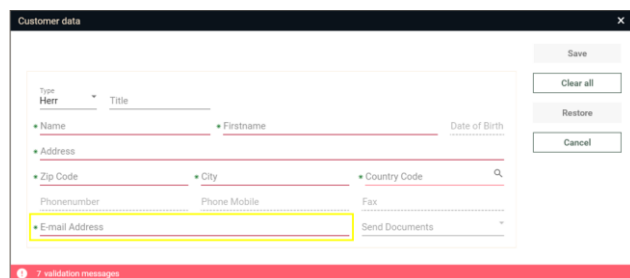 Customer data
Save
Clear all
Restore
Cancel
Type
Herr
Title
Name
Firstname
Date of Birth
Address
Zip Code
City
Country Code
Phonenumber
Phone Mobile
Fax
E-mail Address
Send Documents
7 validation messages